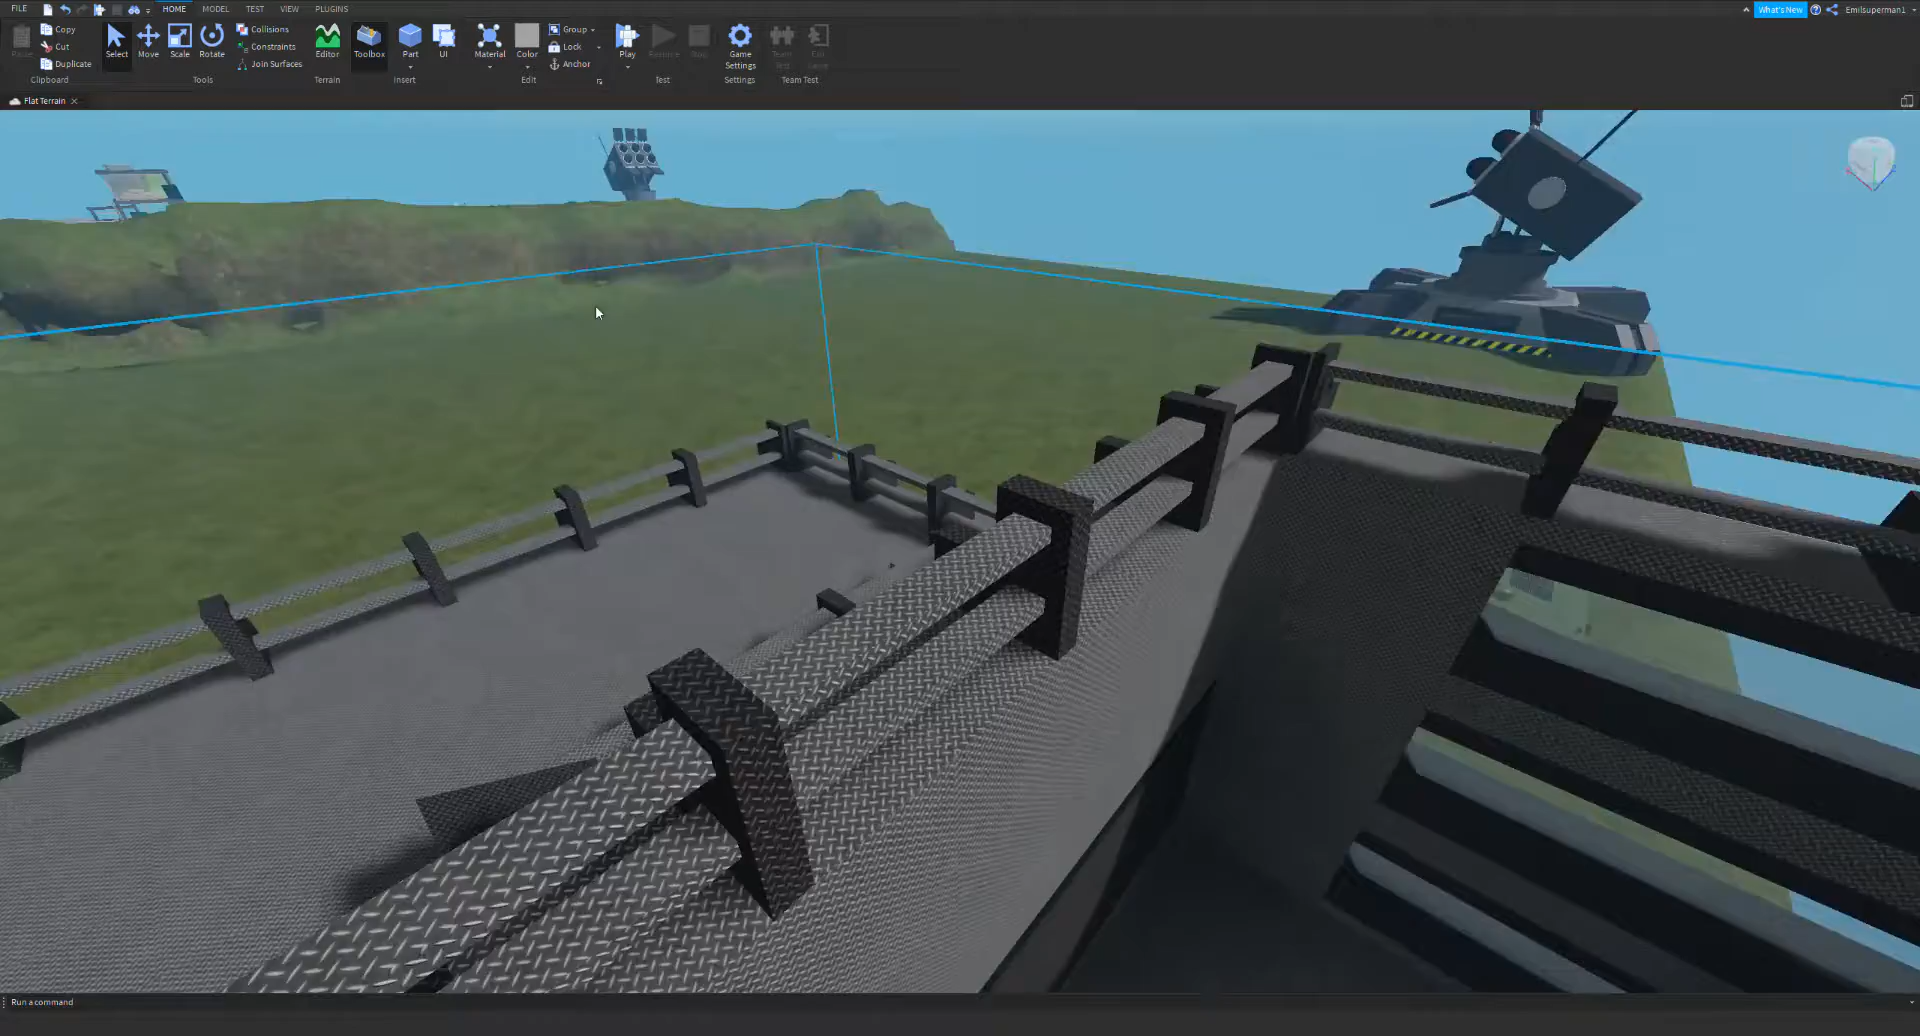 FILE HOME MODEL TEST VIEW PLUGINS What's New Emilsuperman1
Copy
Cut
Duplicate
Clipboard
Select Move Scale Rotate
Collisions
Constraints
Join Surfaces
Tools
Editor
Terrain
Toolbox Part UI
Insert
Material Color
Group
Lock
Anchor
Edit
Play
Test
Game
Settings
Settings
Team Test
Flat Terrain
Run a command